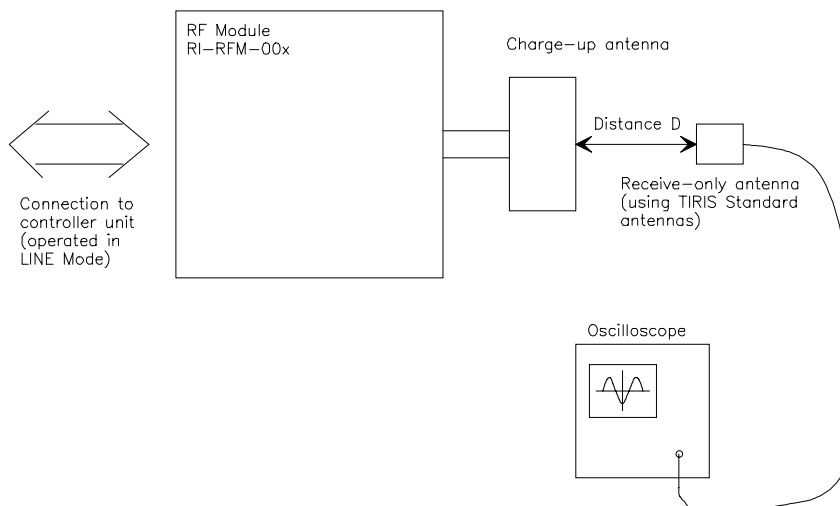 RF Module
RI-RFM-00x
Charge-up antenna
Distance D
Receive-only antenna
(using TIRIS Standard
antennas)
Connection to
controller unit
(operated in
LINE Mode)
Oscilloscope